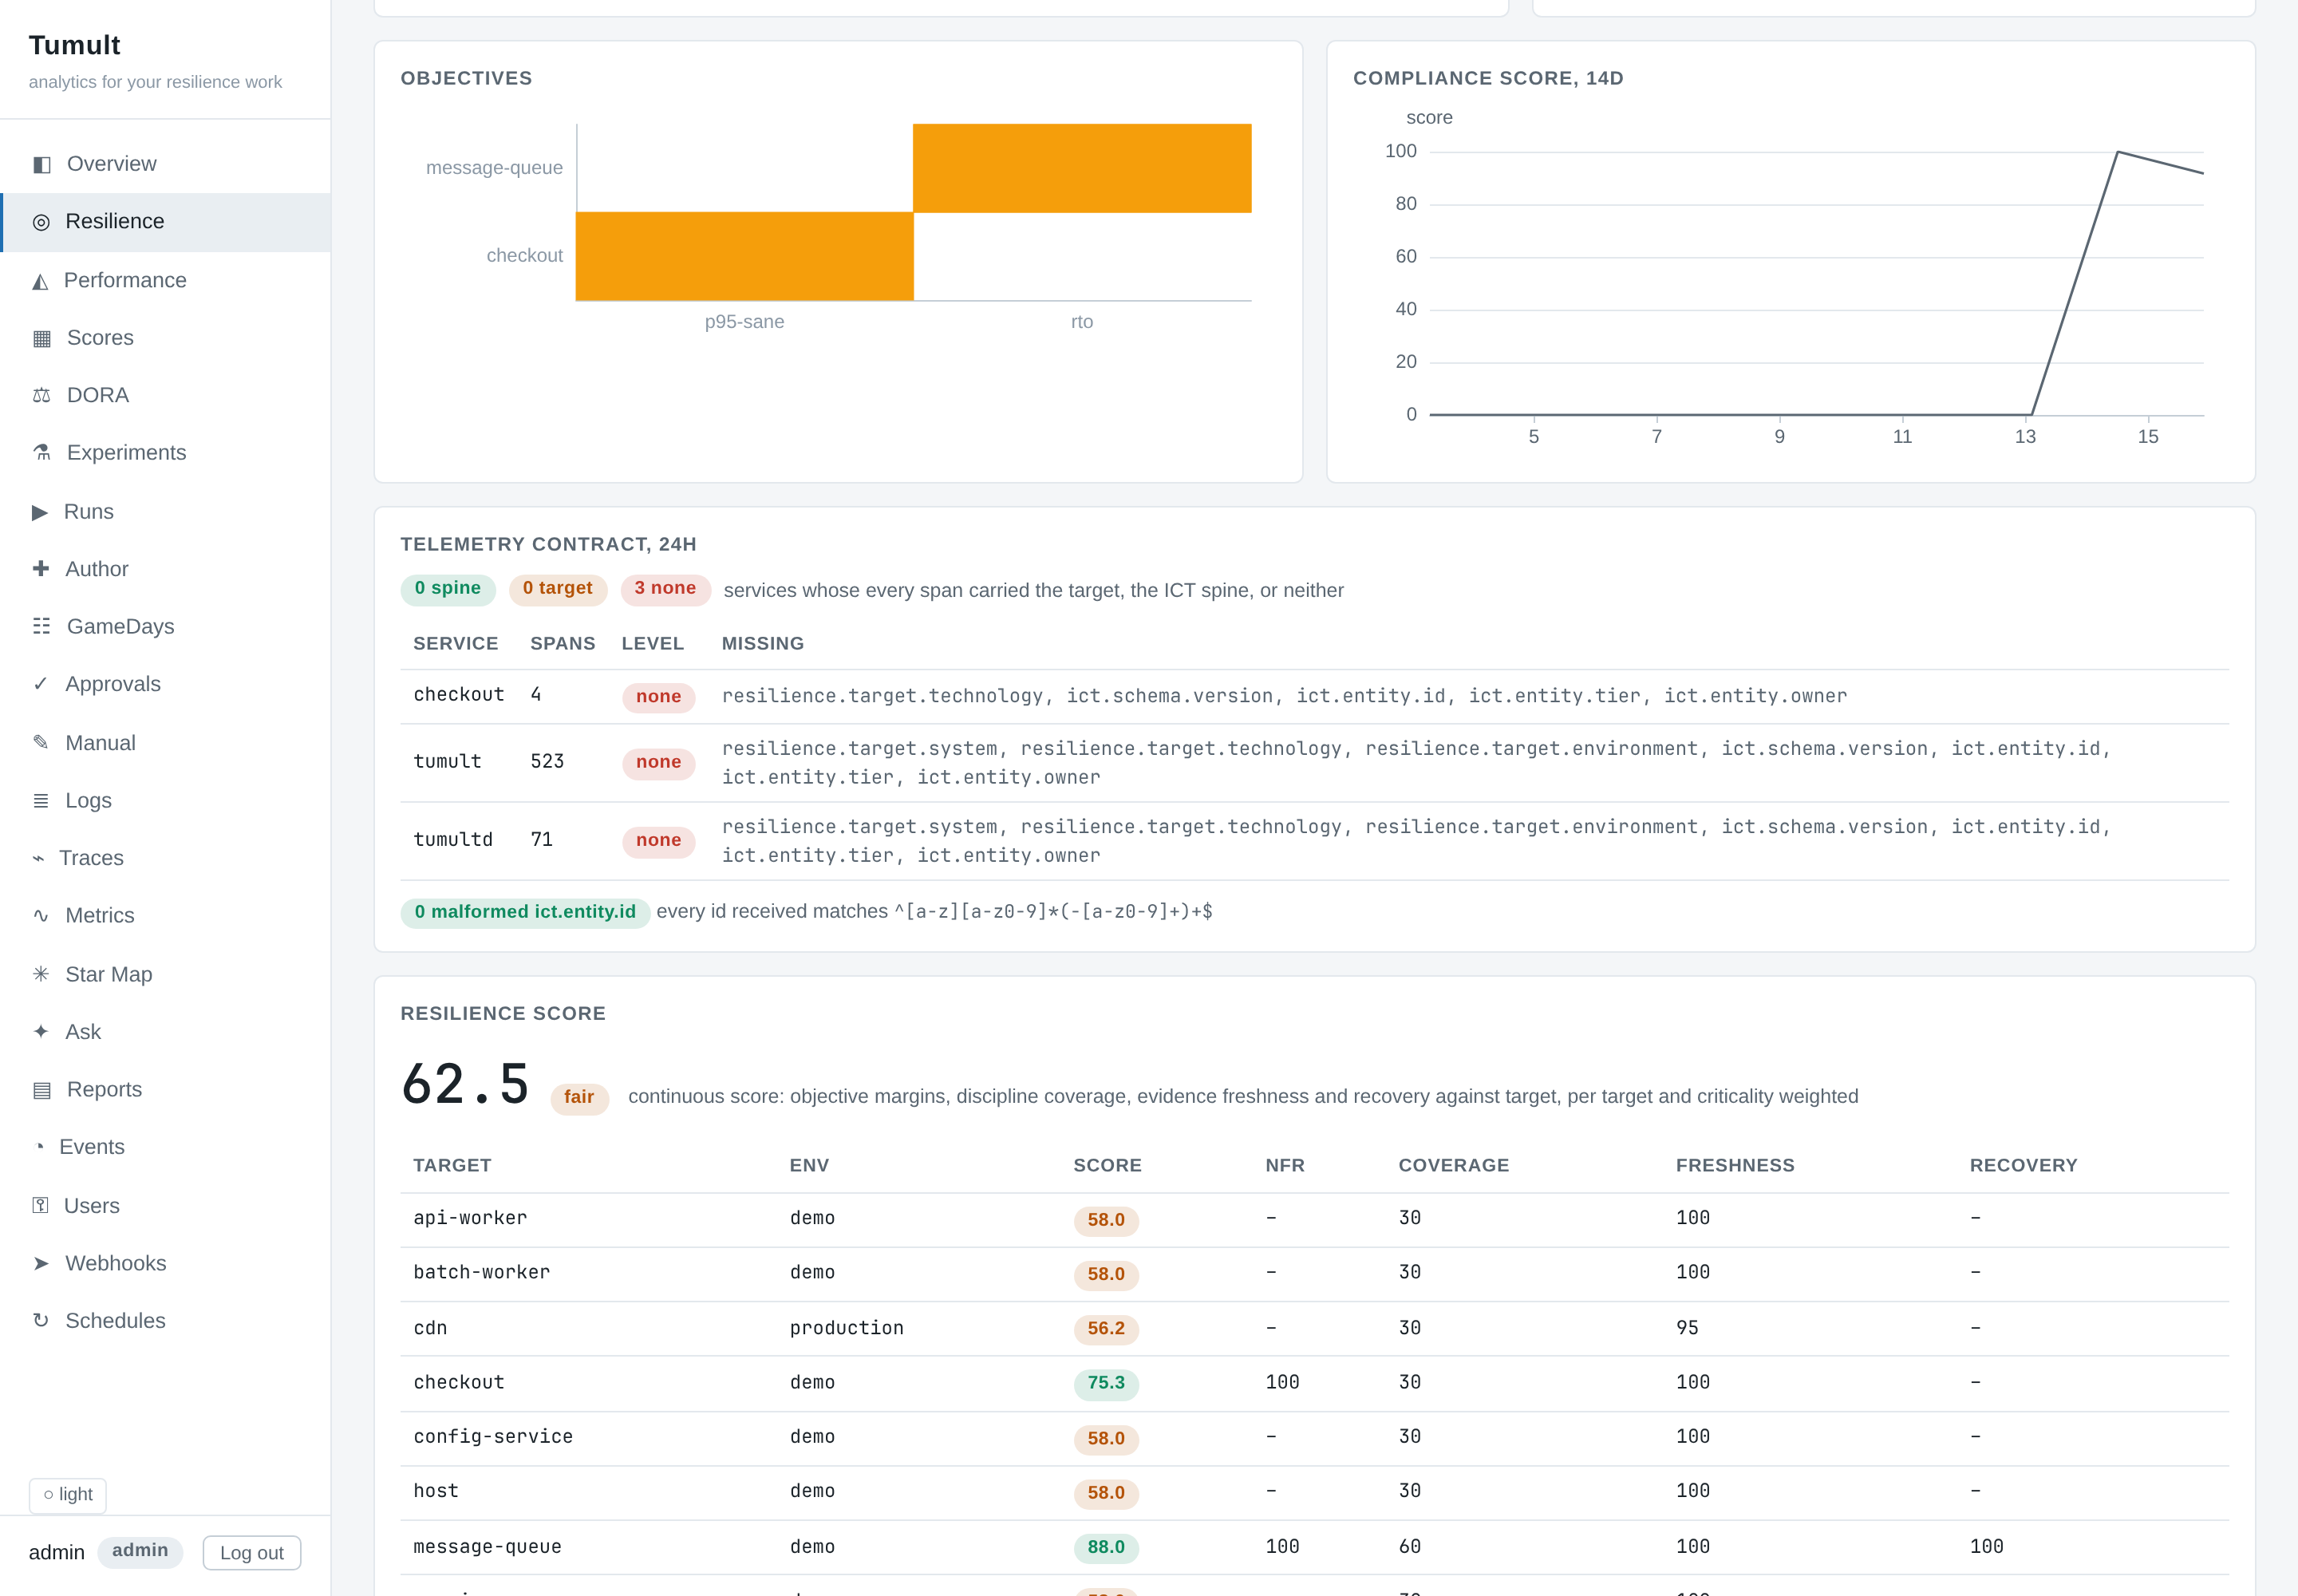 Tumult
analytics for your resilience work
Overview
Resilience
Performance
Scores
DORA
Experiments
Runs
Author
GameDays
Approvals
Manual
Logs
Traces
Metrics
Star Map
Ask
Reports
Events
Users
Webhooks
Schedules
light
admin admin Log out
OBJECTIVES
message-queue
checkout
p95-sane rto
COMPLIANCE SCORE, 14D
score
100
80
60
40
20
0
5 7 9 11 13 15
TELEMETRY CONTRACT, 24H
0 spine 0 target 3 none services whose every span carried the target, the ICT spine, or neither
SERVICE SPANS LEVEL MISSING
checkout 4 none resilience.target.technology, ict.schema.version, ict.entity.id, ict.entity.tier, ict.entity.owner
tumult 523 none resilience.target.system, resilience.target.technology, resilience.target.environment, ict.schema.version, ict.entity.id,
ict.entity.tier, ict.entity.owner
tumultd 71 none resilience.target.system, resilience.target.technology, resilience.target.environment, ict.schema.version, ict.entity.id,
ict.entity.tier, ict.entity.owner
0 malformed ict.entity.id every id received matches ^[a-z][a-z0-9]*(-[a-z0-9]+)+$
RESILIENCE SCORE
62.5 fair continuous score: objective margins, discipline coverage, evidence freshness and recovery against target, per target and criticality weighted
TARGET ENV SCORE NFR COVERAGE FRESHNESS RECOVERY
api-worker demo 58.0 – 30 100 –
batch-worker demo 58.0 – 30 100 –
cdn production 56.2 – 30 95 –
checkout demo 75.3 100 30 100 –
config-service demo 58.0 – 30 100 –
host demo 58.0 – 30 100 –
message-queue demo 88.0 100 60 100 100